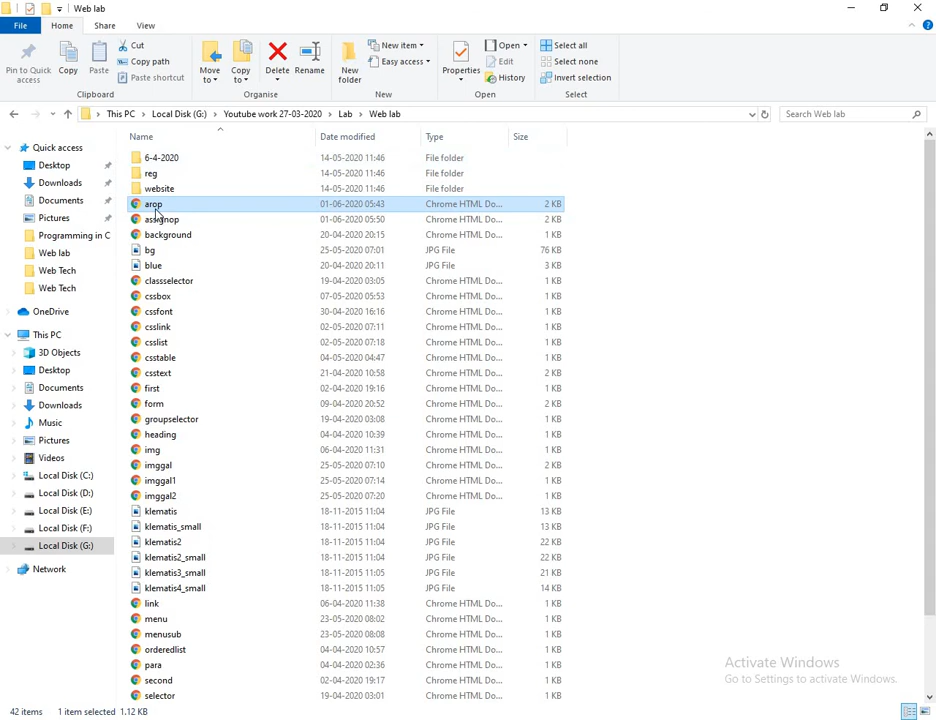 Web lab
File Home Share View
Pin to Quick access
Copy
Paste
Cut
Copy path
Paste shortcut
Clipboard
Move to
Copy to
Delete
Rename
Organise
New folder
New item
Easy access
New
Properties
Open
Edit
History
Open
Select all
Select none
Invert selection
Select
This PC > Local Disk (G:) > Youtube work 27-03-2020 > Lab > Web lab
Search Web lab
Quick access
Desktop
Downloads
Documents
Pictures
Programming in C
Web lab
Web Tech
Web Tech
OneDrive
This PC
3D Objects
Desktop
Documents
Downloads
Music
Pictures
Videos
Local Disk (C:)
Local Disk (D:)
Local Disk (E:)
Local Disk (F:)
Local Disk (G:)
Network
Name Date modified Type Size
6-4-2020 14-05-2020 11:46 File folder
reg 14-05-2020 11:46 File folder
website 14-05-2020 11:46 File folder
arop 01-06-2020 05:43 Chrome HTML Do... 2 KB
assignop 01-06-2020 05:50 Chrome HTML Do... 2 KB
background 20-04-2020 20:15 Chrome HTML Do... 1 KB
bg 25-05-2020 07:01 JPG File 76 KB
blue 20-04-2020 20:11 JPG File 3 KB
classselector 19-04-2020 03:05 Chrome HTML Do... 1 KB
cssbox 07-05-2020 05:53 Chrome HTML Do... 1 KB
cssfont 30-04-2020 16:16 Chrome HTML Do... 1 KB
csslink 02-05-2020 07:11 Chrome HTML Do... 1 KB
csslist 02-05-2020 07:18 Chrome HTML Do... 1 KB
csstable 04-05-2020 04:47 Chrome HTML Do... 1 KB
csstext 21-04-2020 10:58 Chrome HTML Do... 2 KB
first 02-04-2020 19:16 Chrome HTML Do... 1 KB
form 09-04-2020 20:52 Chrome HTML Do... 2 KB
groupselector 19-04-2020 03:08 Chrome HTML Do... 1 KB
heading 04-04-2020 10:39 Chrome HTML Do... 1 KB
img 06-04-2020 11:31 Chrome HTML Do... 1 KB
imggal 25-05-2020 07:10 Chrome HTML Do... 2 KB
imggal1 25-05-2020 07:14 Chrome HTML Do... 1 KB
imggal2 25-05-2020 07:20 Chrome HTML Do... 1 KB
klematis 18-11-2015 11:04 JPG File 13 KB
klematis_small 18-11-2015 11:04 JPG File 13 KB
klematis2 18-11-2015 11:04 JPG File 22 KB
klematis2_small 18-11-2015 11:04 JPG File 22 KB
klematis3_small 18-11-2015 11:05 JPG File 21 KB
klematis4_small 18-11-2015 11:05 JPG File 14 KB
link 06-04-2020 11:38 Chrome HTML Do... 1 KB
menu 23-05-2020 08:02 Chrome HTML Do... 1 KB
menusub 23-05-2020 08:08 Chrome HTML Do... 1 KB
orderedlist 04-04-2020 10:57 Chrome HTML Do... 1 KB
para 04-04-2020 02:36 Chrome HTML Do... 1 KB
second 02-04-2020 19:17 Chrome HTML Do... 1 KB
selector 19-04-2020 03:01 Chrome HTML Do... 1 KB
Activate Windows
Go to Settings to activate Windows.
42 items 1 item selected 1.12 KB